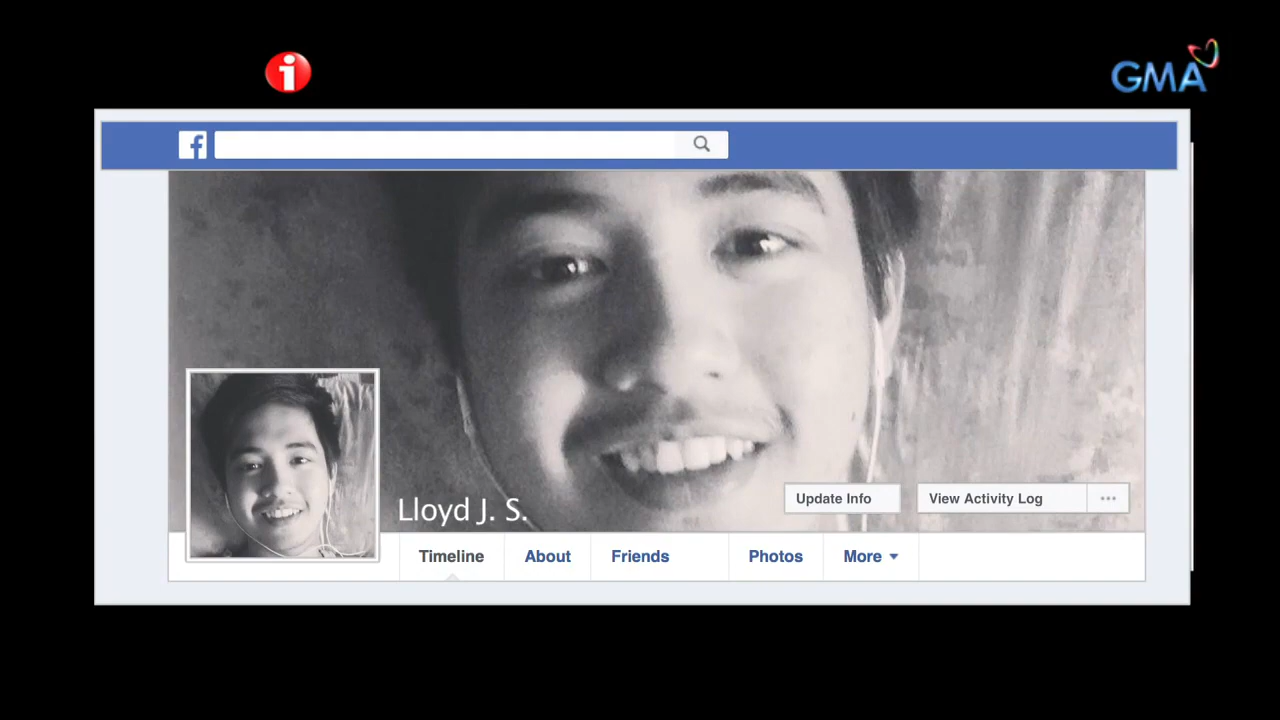 i
GMA
f
Lloyd J. S.
Update Info
View Activity Log
Timeline
About
Friends
Photos
More